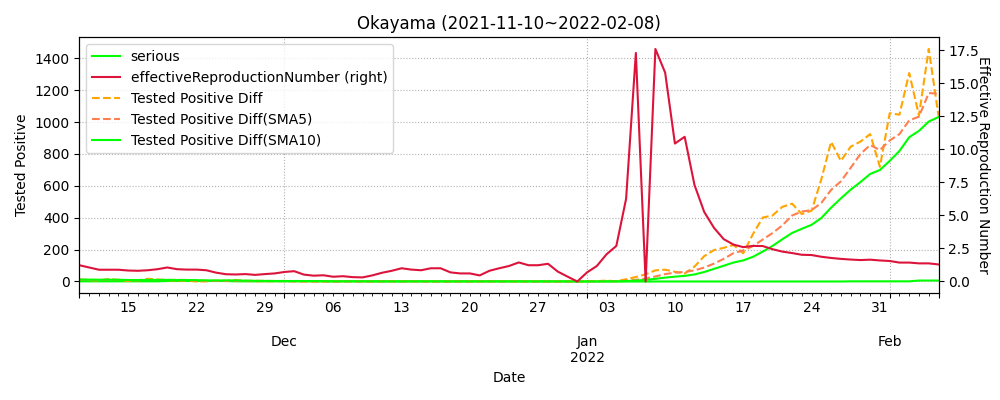 Okayama (2021-11-10~2022-02-08)
serious
effectiveReproductionNumber (right)
Tested Positive Diff
Tested Positive Diff(SMA5)
Tested Positive Diff(SMA10)
Tested Positive
1400
1200
1000
800
600
400
200
0
17.5
15.0
12.5
10.0
7.5
5.0
2.5
0.0
Effective Reproduction Number
15 22 29 06 13 20 27 03 10 17 24 31
Dec Jan Feb
2022
Date